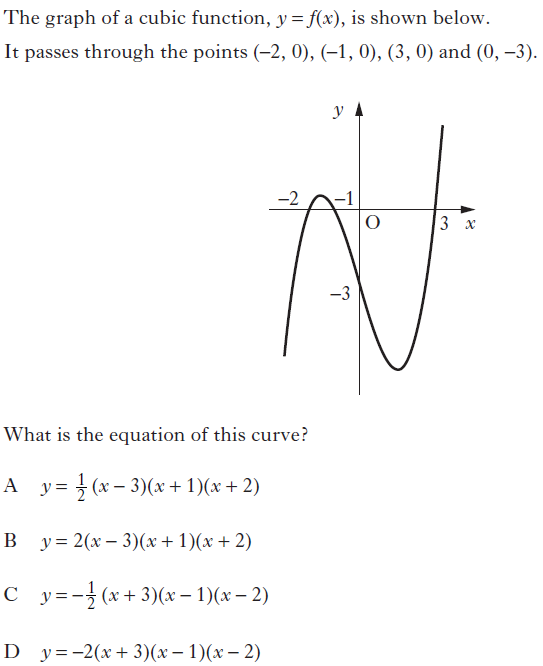 The graph of a cubic function, y = f(x), is shown below.
It passes through the points (–2, 0), (–1, 0), (3, 0) and (0, –3).
y
–2
–1
O
3
x
–3
What is the equation of this curve?
A y = ½ (x – 3)(x + 1)(x + 2)
B y = 2(x – 3)(x + 1)(x + 2)
C y = –½ (x + 3)(x – 1)(x – 2)
D y = –2(x + 3)(x – 1)(x – 2)